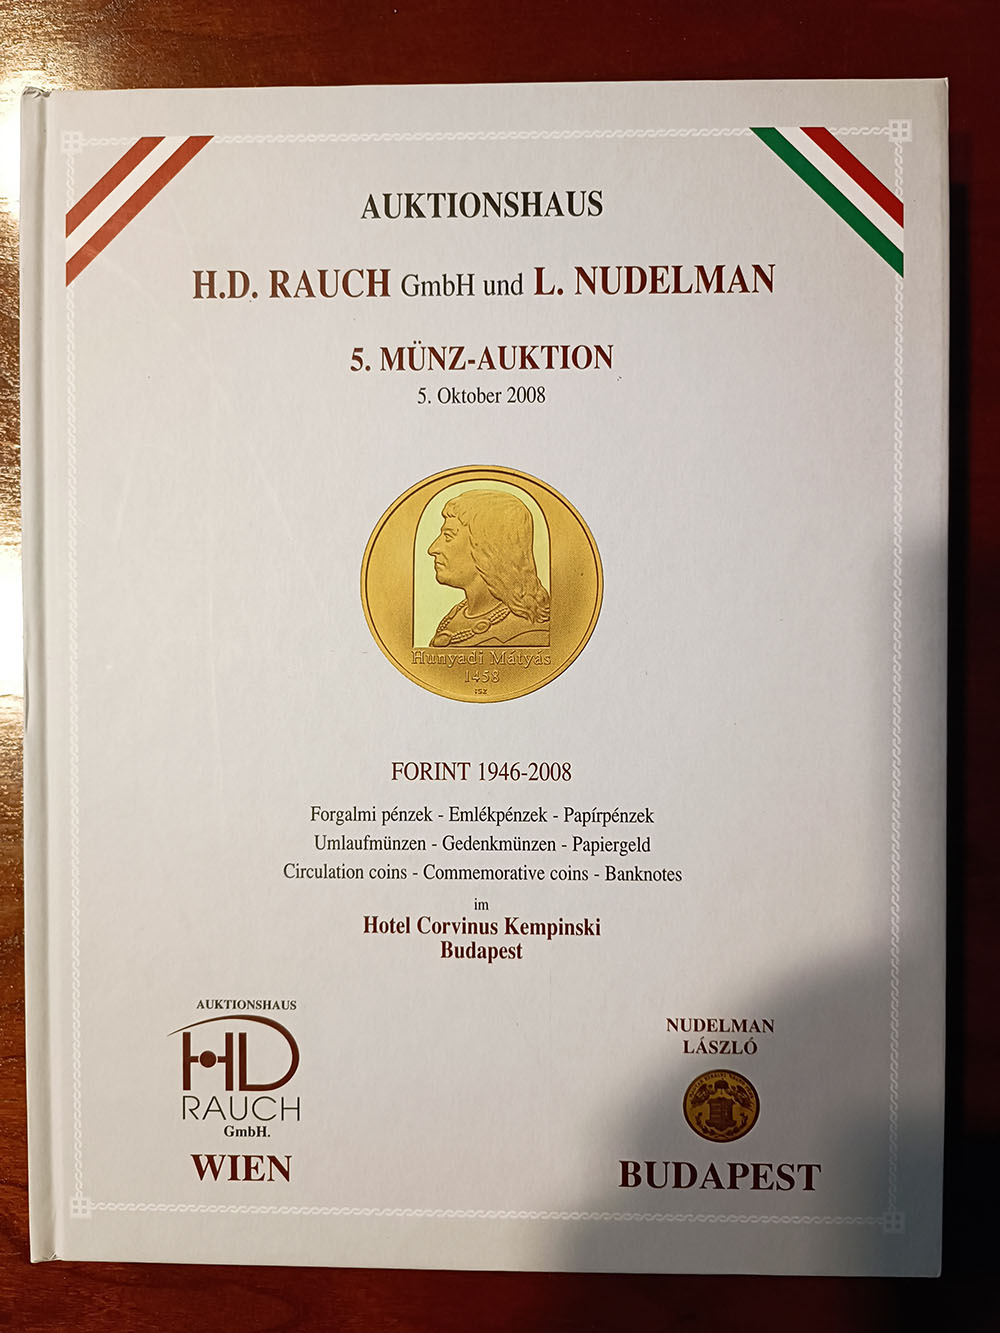 AUKTIONSHAUS
H.D. RAUCH GmbH und L. NUDELMAN
5. MÜNZ-AUKTION
5. Oktober 2008
Hunyadi Mátyás
1458
ISZ
FORINT 1946-2008
Forgalmi pénzek - Emlékpénzek - Papírpénzek
Umlaufmünzen - Gedenkmünzen - Papiergeld
Circulation coins - Commemorative coins - Banknotes
im
Hotel Corvinus Kempinski
Budapest
AUKTIONSHAUS
HD
RAUCH
GmbH.
WIEN
NUDELMAN
LÁSZLÓ
BUDAPEST